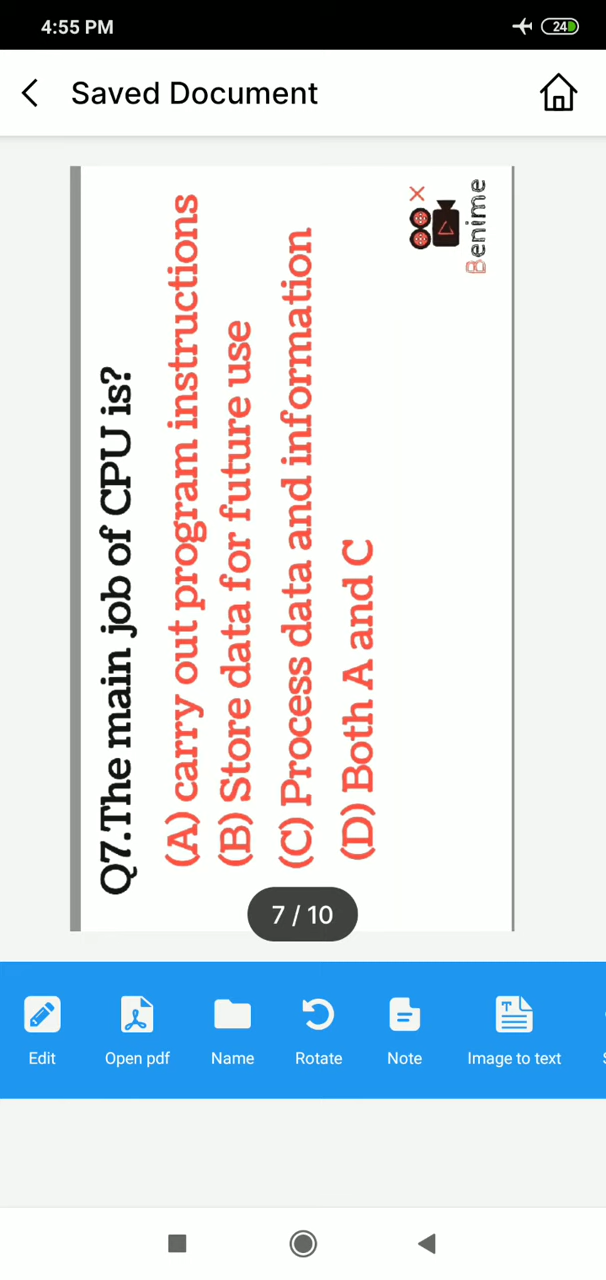 4:55 PM
24
Saved Document
Q7.The main job of CPU is?
(A) carry out program instructions
(B) Store data for future use
(C) Process data and information
(D) Both A and C
Benime
7 / 10
Edit
Open pdf
Name
Rotate
Note
Image to text